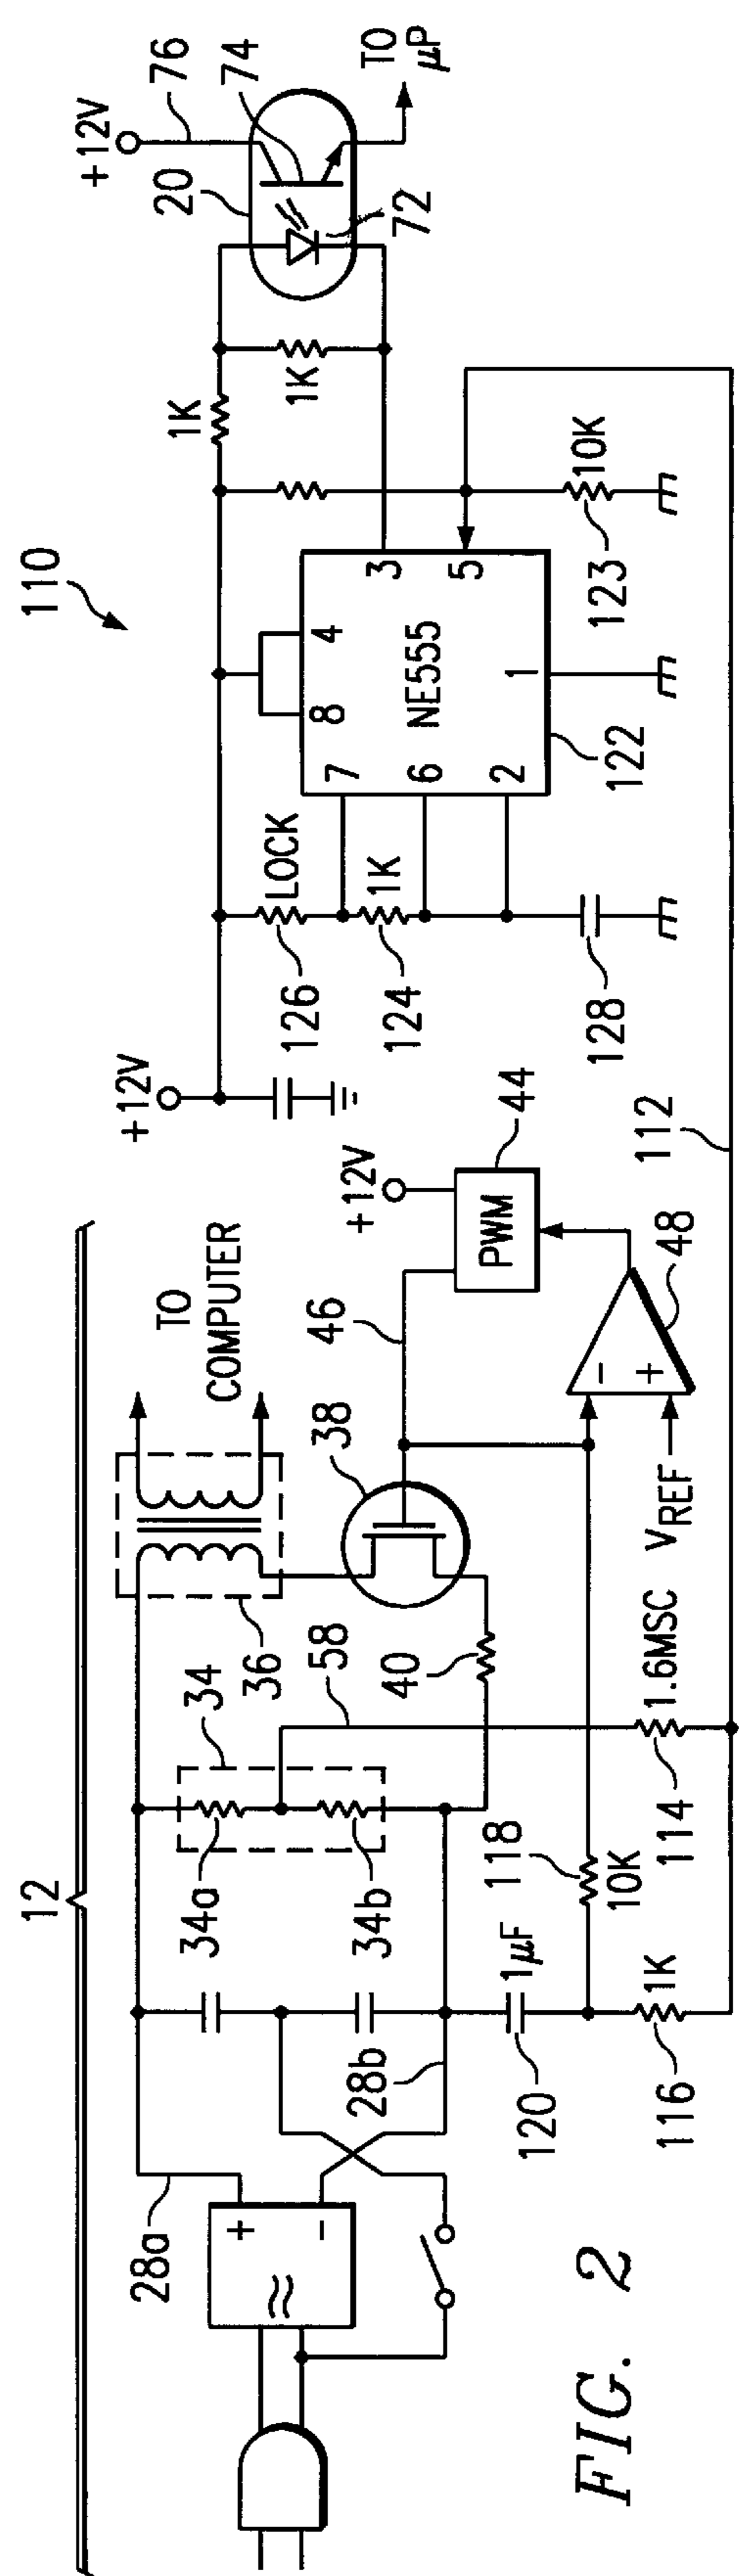 12
110
28a
28b
34
34a
34b
36
TO
COMPUTER
58
40
38
46
+12V
PWM
44
-
+
48
VREF
118
10K
120
1µF
116
1K
114
1.6MSC
112
+
-
≈
+12V
126
LOCK
124
1K
128
7
6
2
8
4
NE555
1
3
5
122
123
10K
1K
1K
20
+12V
76
74
72
TO
µP
FIG. 2